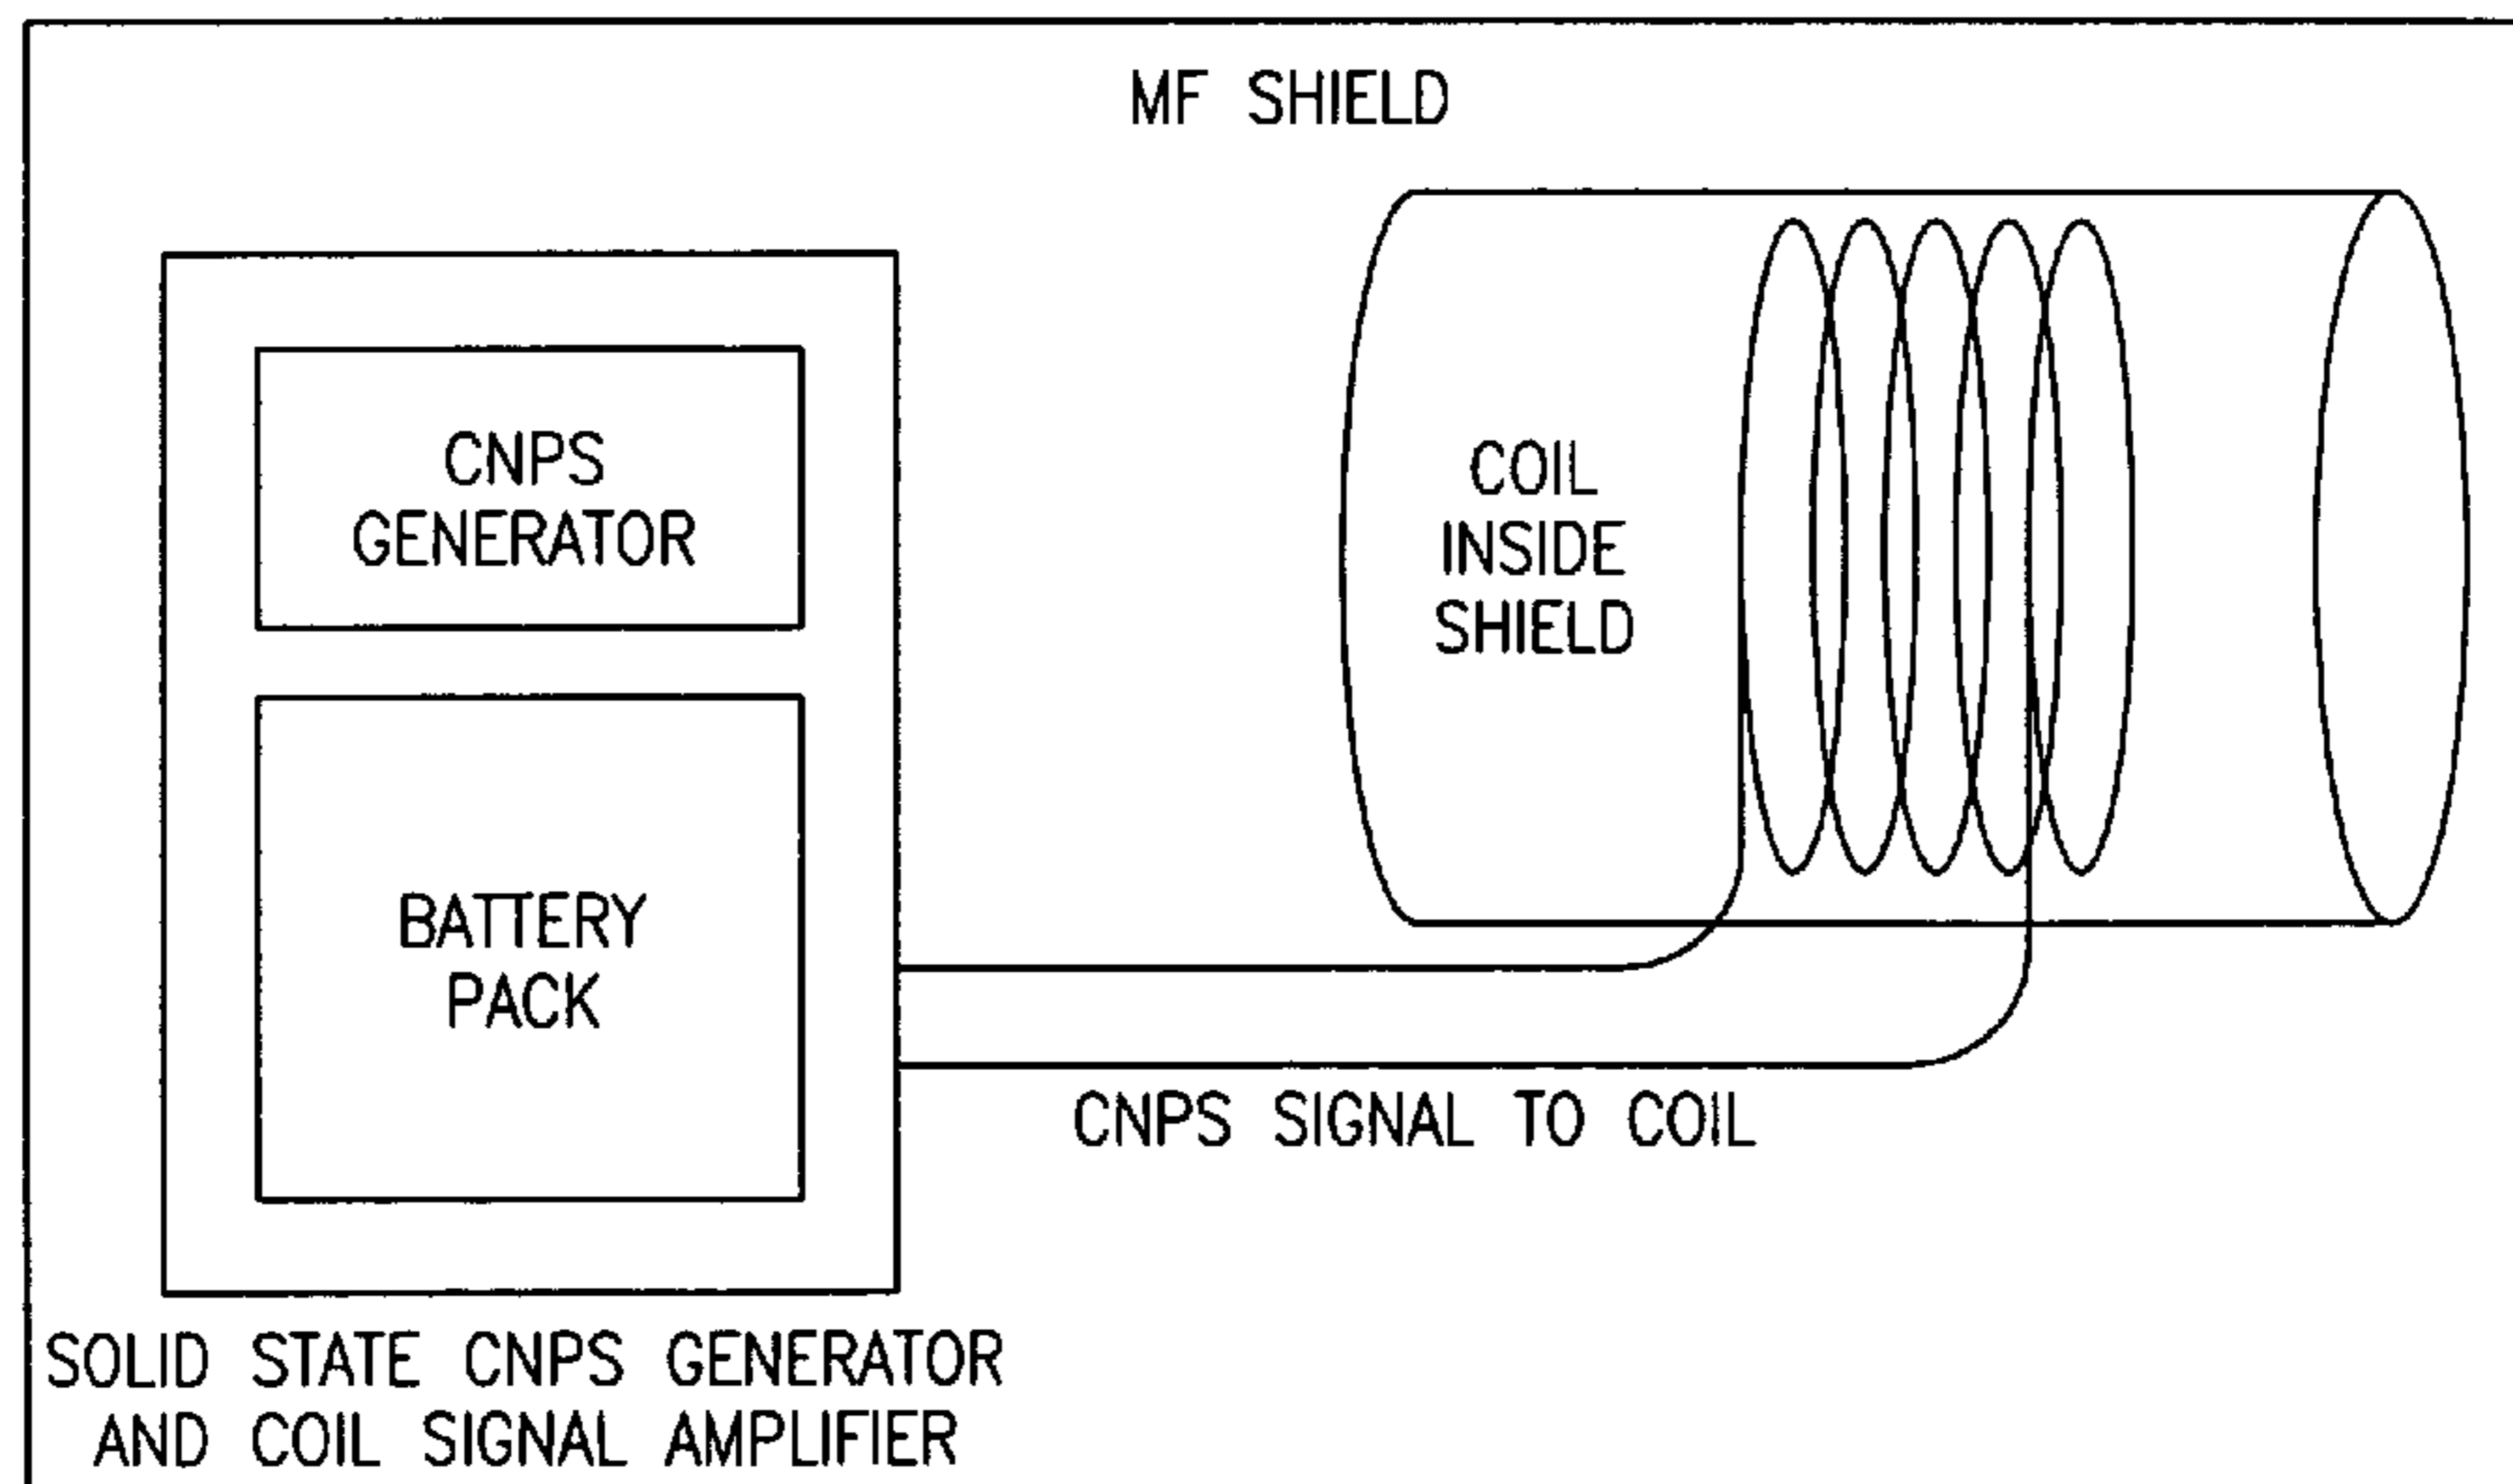 MF SHIELD
CNPS
GENERATOR
BATTERY
PACK
COIL
INSIDE
SHIELD
CNPS SIGNAL TO COIL
SOLID STATE CNPS GENERATOR
AND COIL SIGNAL AMPLIFIER